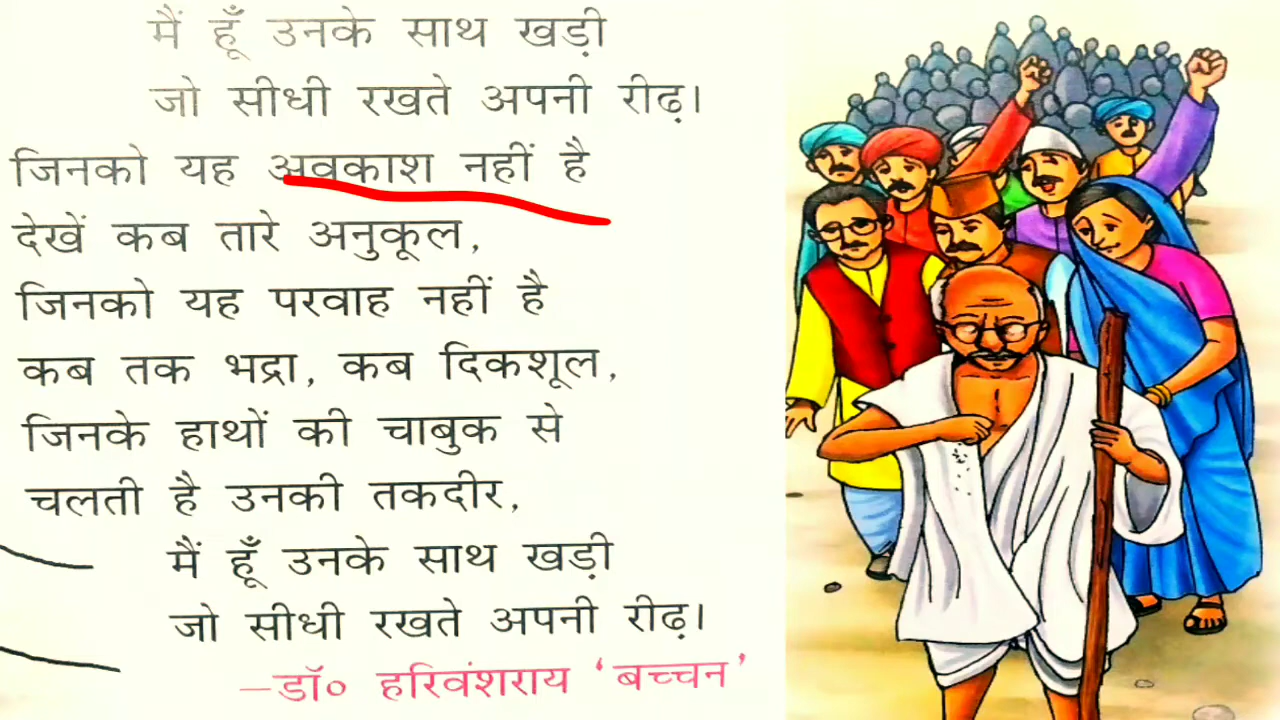 मैं हूँ उनके साथ खड़ी
जो सीधी रखते अपनी रीढ़।
जिनको यह अवकाश नहीं है
देखें कब तारे अनुकूल,
जिनको यह परवाह नहीं है
कब तक भद्रा, कब दिकशूल,
जिनके हाथों की चाबुक से
चलती है उनकी तकदीर,
मैं हूँ उनके साथ खड़ी
जो सीधी रखते अपनी रीढ़।
–डॉ० हरिवंशराय ‘बच्चन’